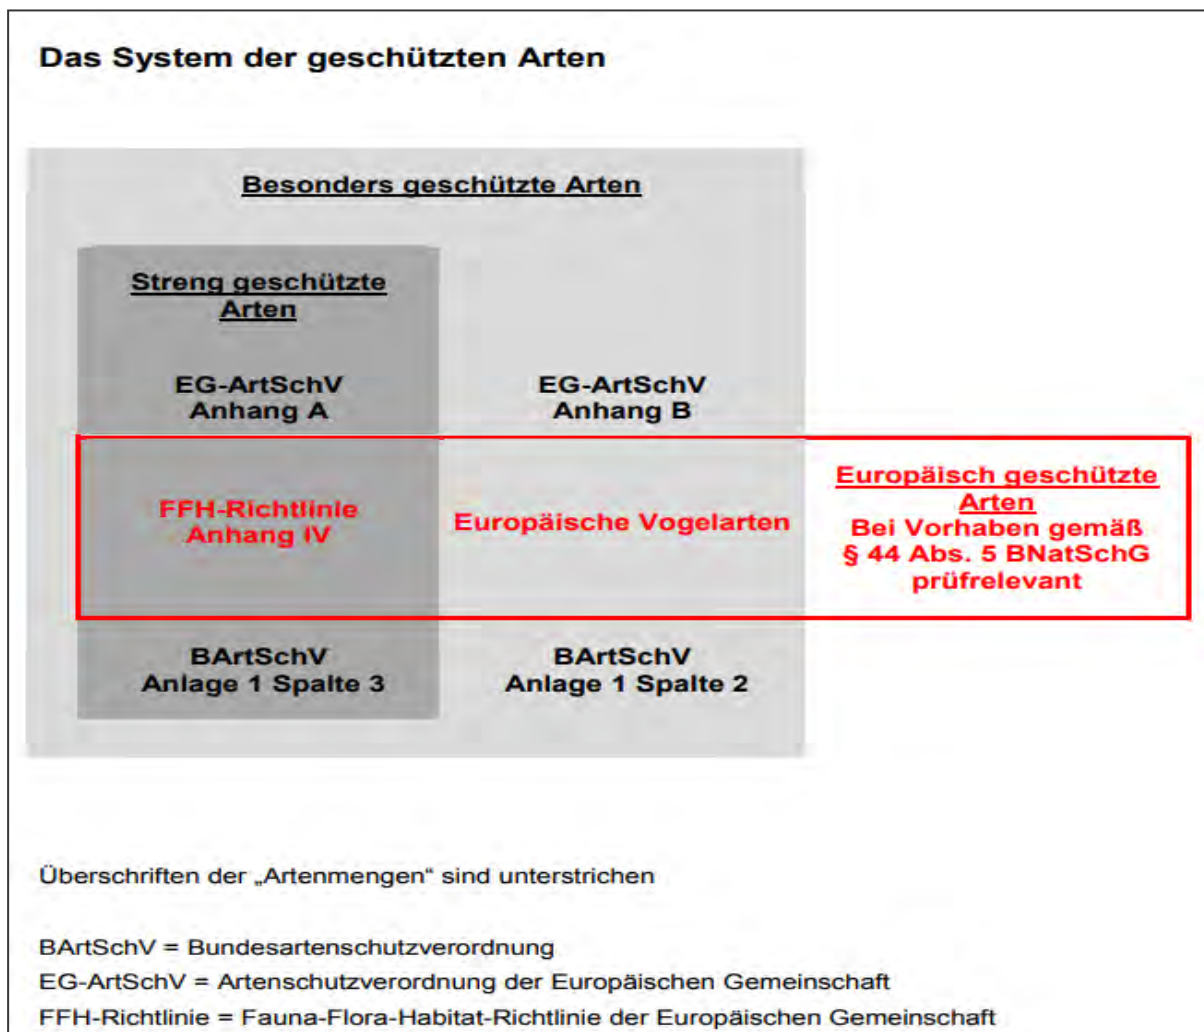 Das System der geschützten Arten
Besonders geschützte Arten
Streng geschützte
Arten
EG-ArtSchV
Anhang A
EG-ArtSchV
Anhang B
FFH-Richtlinie
Anhang IV
Europäische Vogelarten
Europäisch geschützte
Arten
Bei Vorhaben gemäß
§ 44 Abs. 5 BNatSchG
prüfrelevant
BArtSchV
Anlage 1 Spalte 3
BArtSchV
Anlage 1 Spalte 2
Überschriften der „Artenmengen“ sind unterstrichen
BArtSchV = Bundesartenschutzverordnung
EG-ArtSchV = Artenschutzverordnung der Europäischen Gemeinschaft
FFH-Richtlinie = Fauna-Flora-Habitat-Richtlinie der Europäischen Gemeinschaft